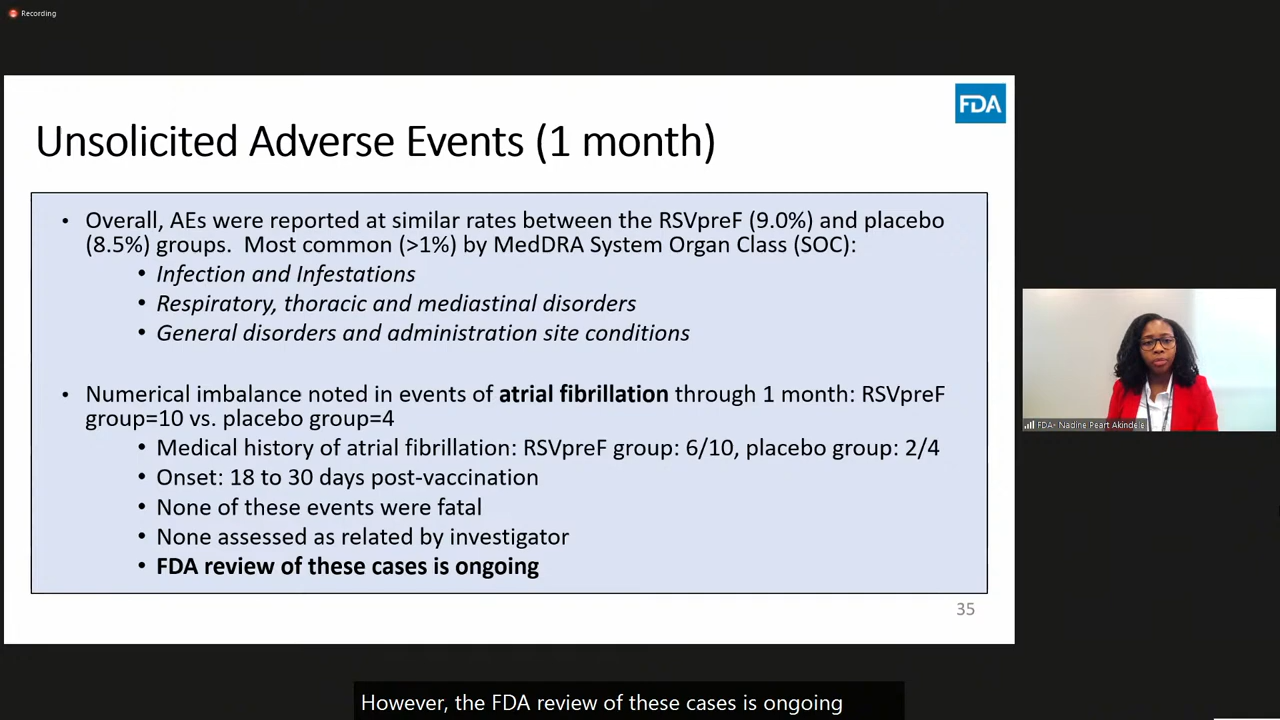 Recording
FDA
Unsolicited Adverse Events (1 month)
• Overall, AEs were reported at similar rates between the RSVpreF (9.0%) and placebo
(8.5%) groups. Most common (>1%) by MedDRA System Organ Class (SOC):
• Infection and Infestations
• Respiratory, thoracic and mediastinal disorders
• General disorders and administration site conditions
• Numerical imbalance noted in events of atrial fibrillation through 1 month: RSVpreF
group=10 vs. placebo group=4
• Medical history of atrial fibrillation: RSVpreF group: 6/10, placebo group: 2/4
• Onset: 18 to 30 days post-vaccination
• None of these events were fatal
• None assessed as related by investigator
• FDA review of these cases is ongoing
35
FDA- Nadine Peart Akindele
However, the FDA review of these cases is ongoing